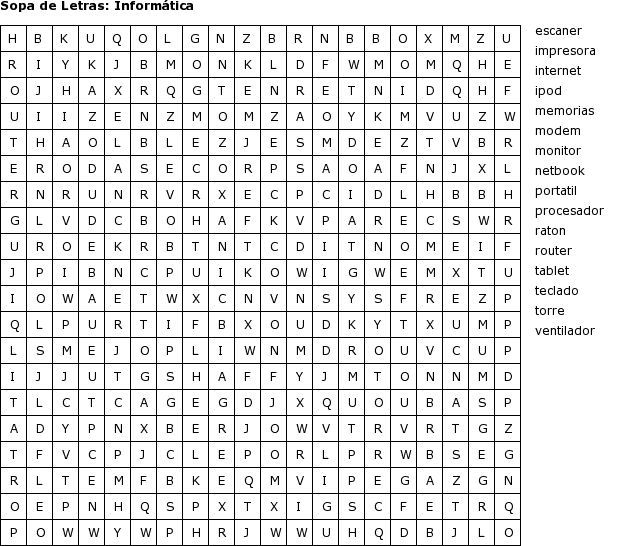 Sopa de Letras: Informática
H B K U Q O L G N Z B R N B B O X M Z U
R I Y K J B M O N K L D F W M O M Q H E
O J H A X R Q G T E N R E T N I D Q H F
U I I Z E N Z M O M Z A O Y K M V U Z W
T H A O L B L E Z J E S M D E Z T V B R
E R O D A S E C O R P S A O A F N J X L
R N R U N R V R X E C P C I D L H B B H
G L V D C B O H A F K V P A R E C S W R
U R O E K R B T N T C D I T N O M E I F
J P I B N C P U I K O W I G W E M X T U
I O W A E T W X C N V N S Y S F R E Z P
Q L P U R T I F B X O U D K Y T X U M P
L S M E J O P L I W N M D R O U V C U P
I J J U T G S H A F F Y J M T O N N M D
T L C T C A G E G D J X Q U O U B A S P
A D Y P N X B E R J O W V T R V R T G Z
T F V C P J C L E P O R L P R W B S E G
R L T E M F B K E Q M V I P E G A Z G N
O E P N H Q S P X T X I G S C F E T R Q
P O W W Y W P H R J W W U H Q D B J L O
escaner
impresora
internet
ipod
memorias
modem
monitor
netbook
portatil
procesador
raton
router
tablet
teclado
torre
ventilador